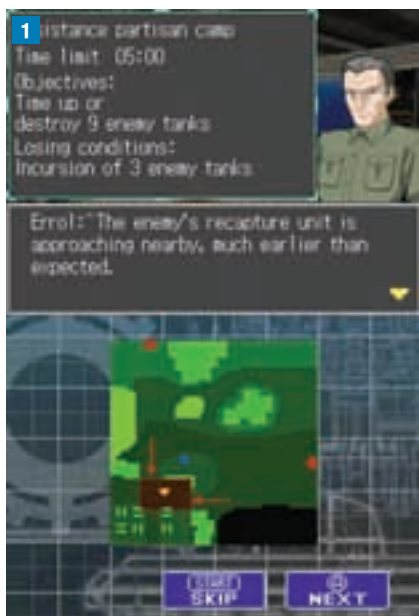 1
sistance partisan camp
Time limit 05:00
Objectives:
Time up or
destroy 9 enemy tanks
Losing conditions:
Incursion of 3 enemy tanks
Errol:"The enemy's recapture unit is
approaching nearby, much earlier than
expected.
START
SKIP
A
NEXT